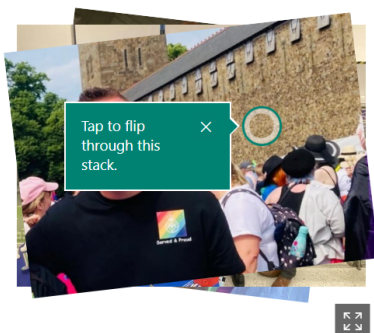 Tap to flip
through this
stack.
Served & Proud